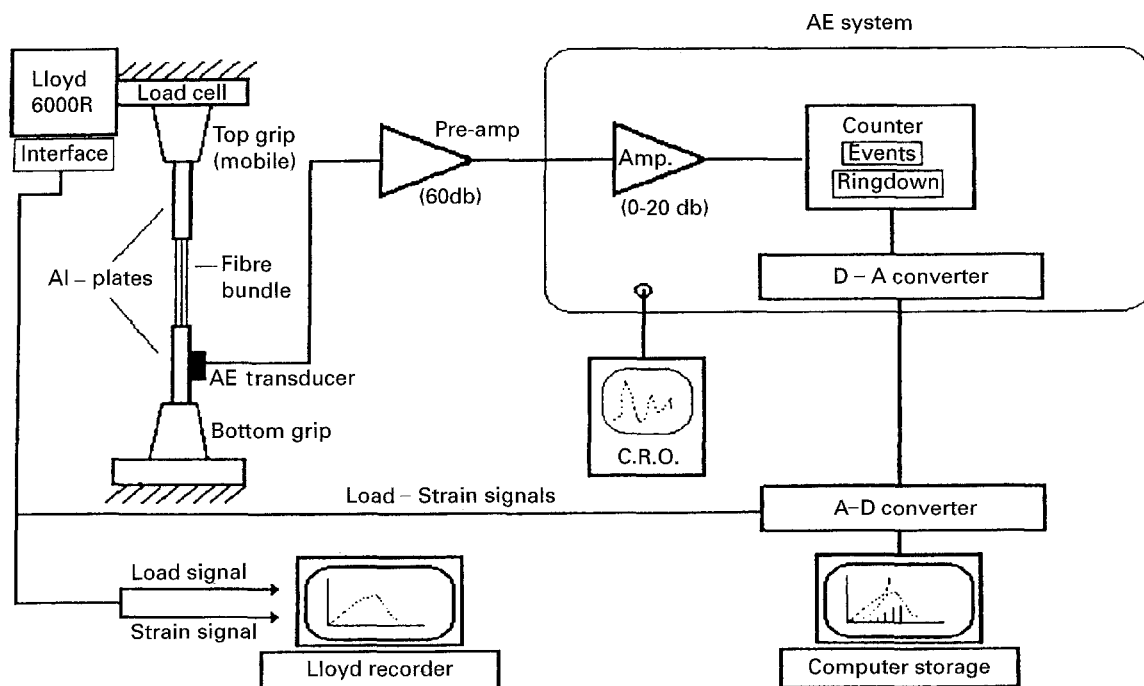 AE system
Lloyd
6000R
Load cell
Interface
Top grip
(mobile)
Pre-amp
(60db)
Amp.
(0-20 db)
Counter
Events
Ringdown
Al – plates
Fibre
bundle
D – A converter
AE transducer
Bottom grip
C.R.O.
Load – Strain signals
A–D converter
Load signal
Strain signal
Lloyd recorder
Computer storage